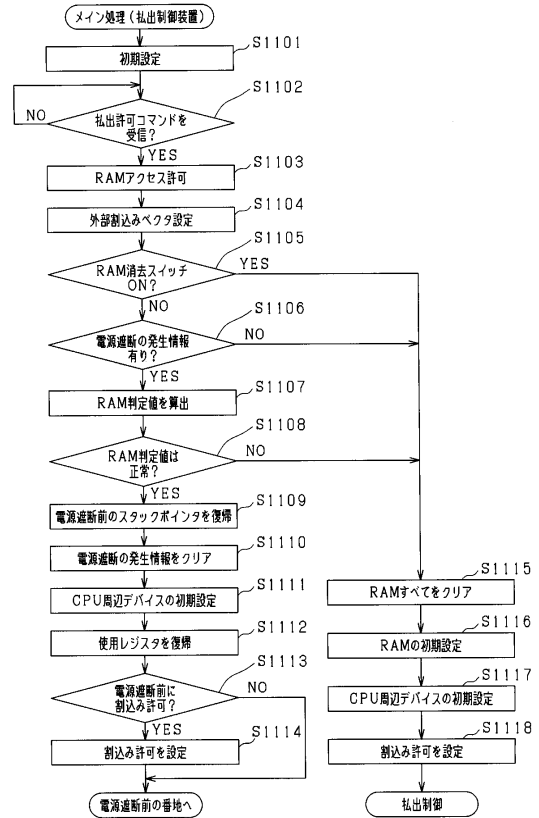 メイン処理(払出制御装置)
初期設定
S1101
払出許可コマンドを
受信?
S1102
NO
YES
RAMアクセス許可
S1103
外部割込みベクタ設定
S1104
RAM消去スイッチ
ON?
S1105
YES
NO
電源遮断の発生情報
有り?
S1106
NO
YES
RAM判定値を算出
S1107
RAM判定値は
正常?
S1108
NO
YES
電源遮断前のスタックポインタを復帰
S1109
電源遮断の発生情報をクリア
S1110
CPU周辺デバイスの初期設定
S1111
使用レジスタを復帰
S1112
電源遮断前に
割込み許可?
S1113
NO
YES
割込み許可を設定
S1114
電源遮断前の番地へ
RAMすべてをクリア
S1115
RAMの初期設定
S1116
CPU周辺デバイスの初期設定
S1117
割込み許可を設定
S1118
払出制御